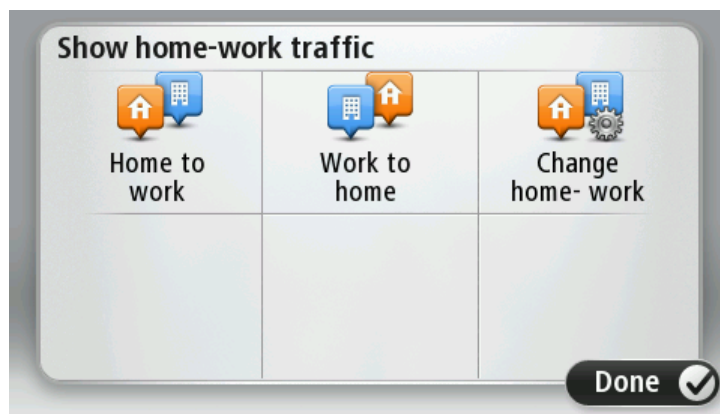 Show home-work traffic
Home to
work
Work to
home
Change
home- work
Done